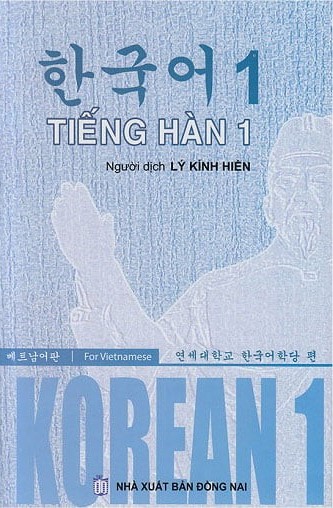 한국어 1
TIẾNG HÀN 1
Người dịch LÝ KÍNH HIỀN
베트남어판 For Vietnamese 연세대학교 한국어학당 편
KOREAN 1
NHÀ XUẤT BẢN ĐỒNG NAI